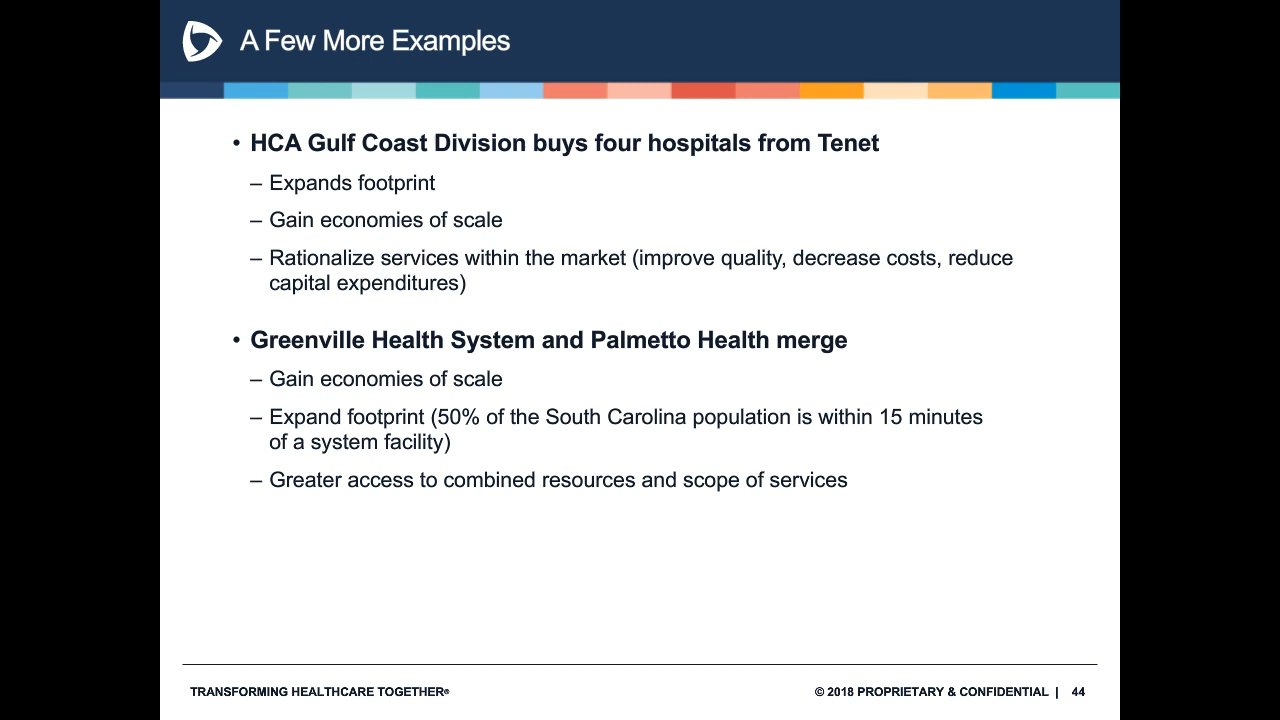 A Few More Examples
• HCA Gulf Coast Division buys four hospitals from Tenet
– Expands footprint
– Gain economies of scale
– Rationalize services within the market (improve quality, decrease costs, reduce
capital expenditures)
• Greenville Health System and Palmetto Health merge
– Gain economies of scale
– Expand footprint (50% of the South Carolina population is within 15 minutes
of a system facility)
– Greater access to combined resources and scope of services
TRANSFORMING HEALTHCARE TOGETHER®
© 2018 PROPRIETARY & CONFIDENTIAL | 44